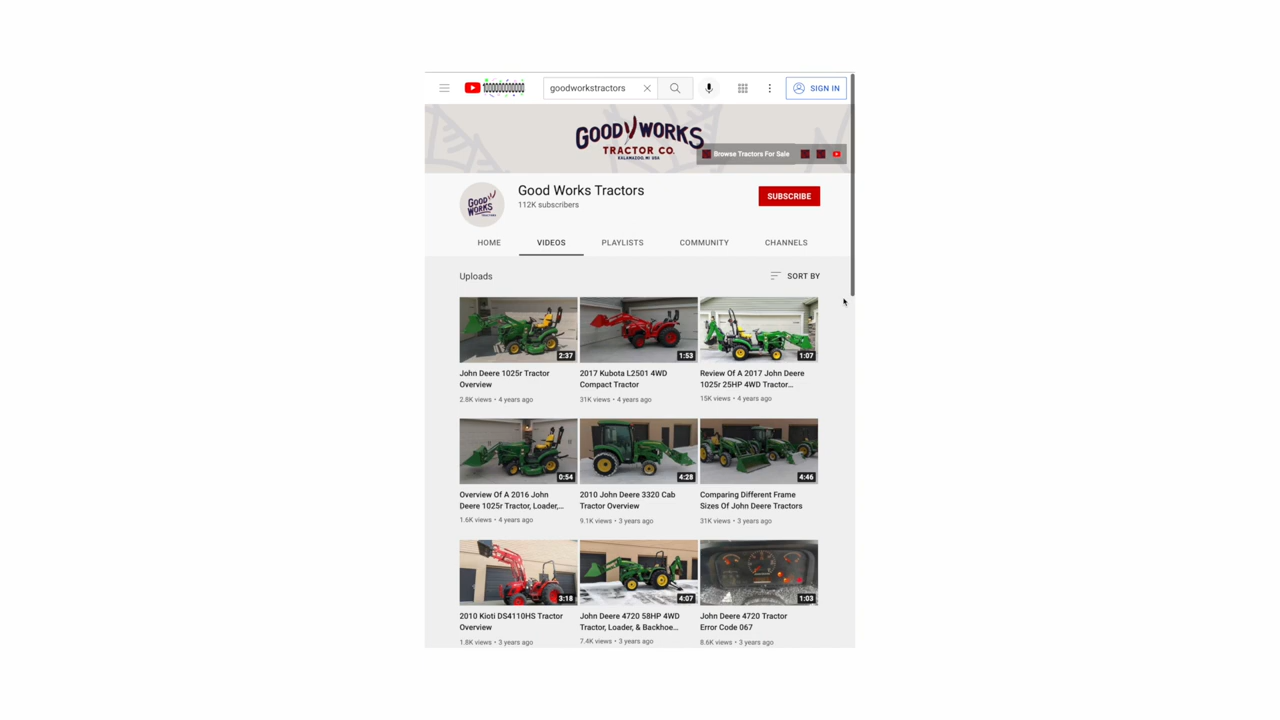 10000000000000
goodworkstractors
SIGN IN
GOOD WORKS
TRACTOR CO.
KALAMAZOO, MI USA
Browse Tractors For Sale
GOOD
WORKS
TRACTORS
Good Works Tractors
112K subscribers
SUBSCRIBE
HOME VIDEOS PLAYLISTS COMMUNITY CHANNELS
Uploads
SORT BY
2:37
John Deere 1025r Tractor
Overview
2.8K views • 4 years ago
1:53
2017 Kubota L2501 4WD
Compact Tractor
31K views • 4 years ago
1:07
Review Of A 2017 John Deere
1025r 25HP 4WD Tractor...
15K views • 4 years ago
0:54
Overview Of A 2016 John
Deere 1025r Tractor, Loader,...
1.6K views • 4 years ago
4:28
2010 John Deere 3320 Cab
Tractor Overview
9.1K views • 3 years ago
4:46
Comparing Different Frame
Sizes Of John Deere Tractors
31K views • 3 years ago
3:18
2010 Kioti DS4110HS Tractor
Overview
1.8K views • 3 years ago
4:07
John Deere 4720 58HP 4WD
Tractor, Loader, & Backhoe...
7.4K views • 3 years ago
1:03
John Deere 4720 Tractor
Error Code 067
8.6K views • 3 years ago